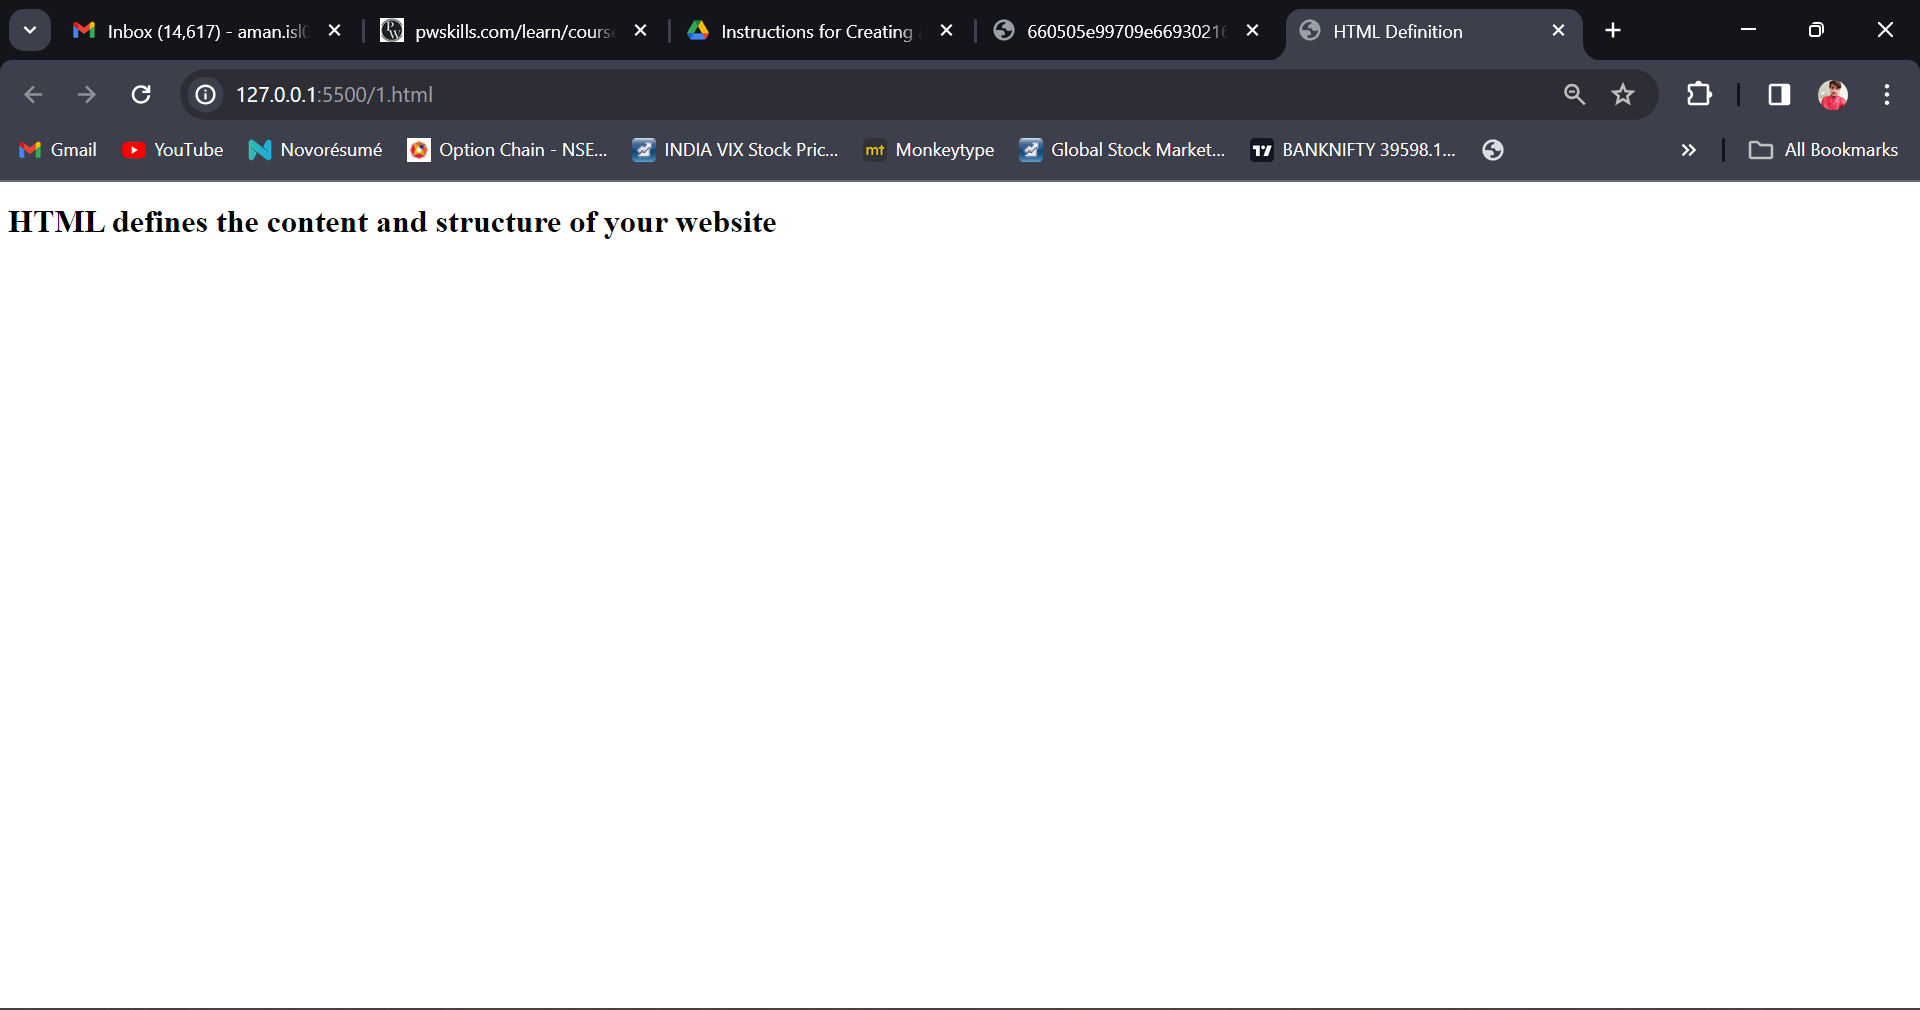 Inbox (14,617) - aman.isl
pwskills.com/learn/cours
Instructions for Creating
660505e99709e6693021
HTML Definition
127.0.0.1:5500/1.html
Gmail
YouTube
Novorésumé
Option Chain - NSE...
INDIA VIX Stock Pric...
mt Monkeytype
Global Stock Market...
BANKNIFTY 39598.1...
All Bookmarks
HTML defines the content and structure of your website